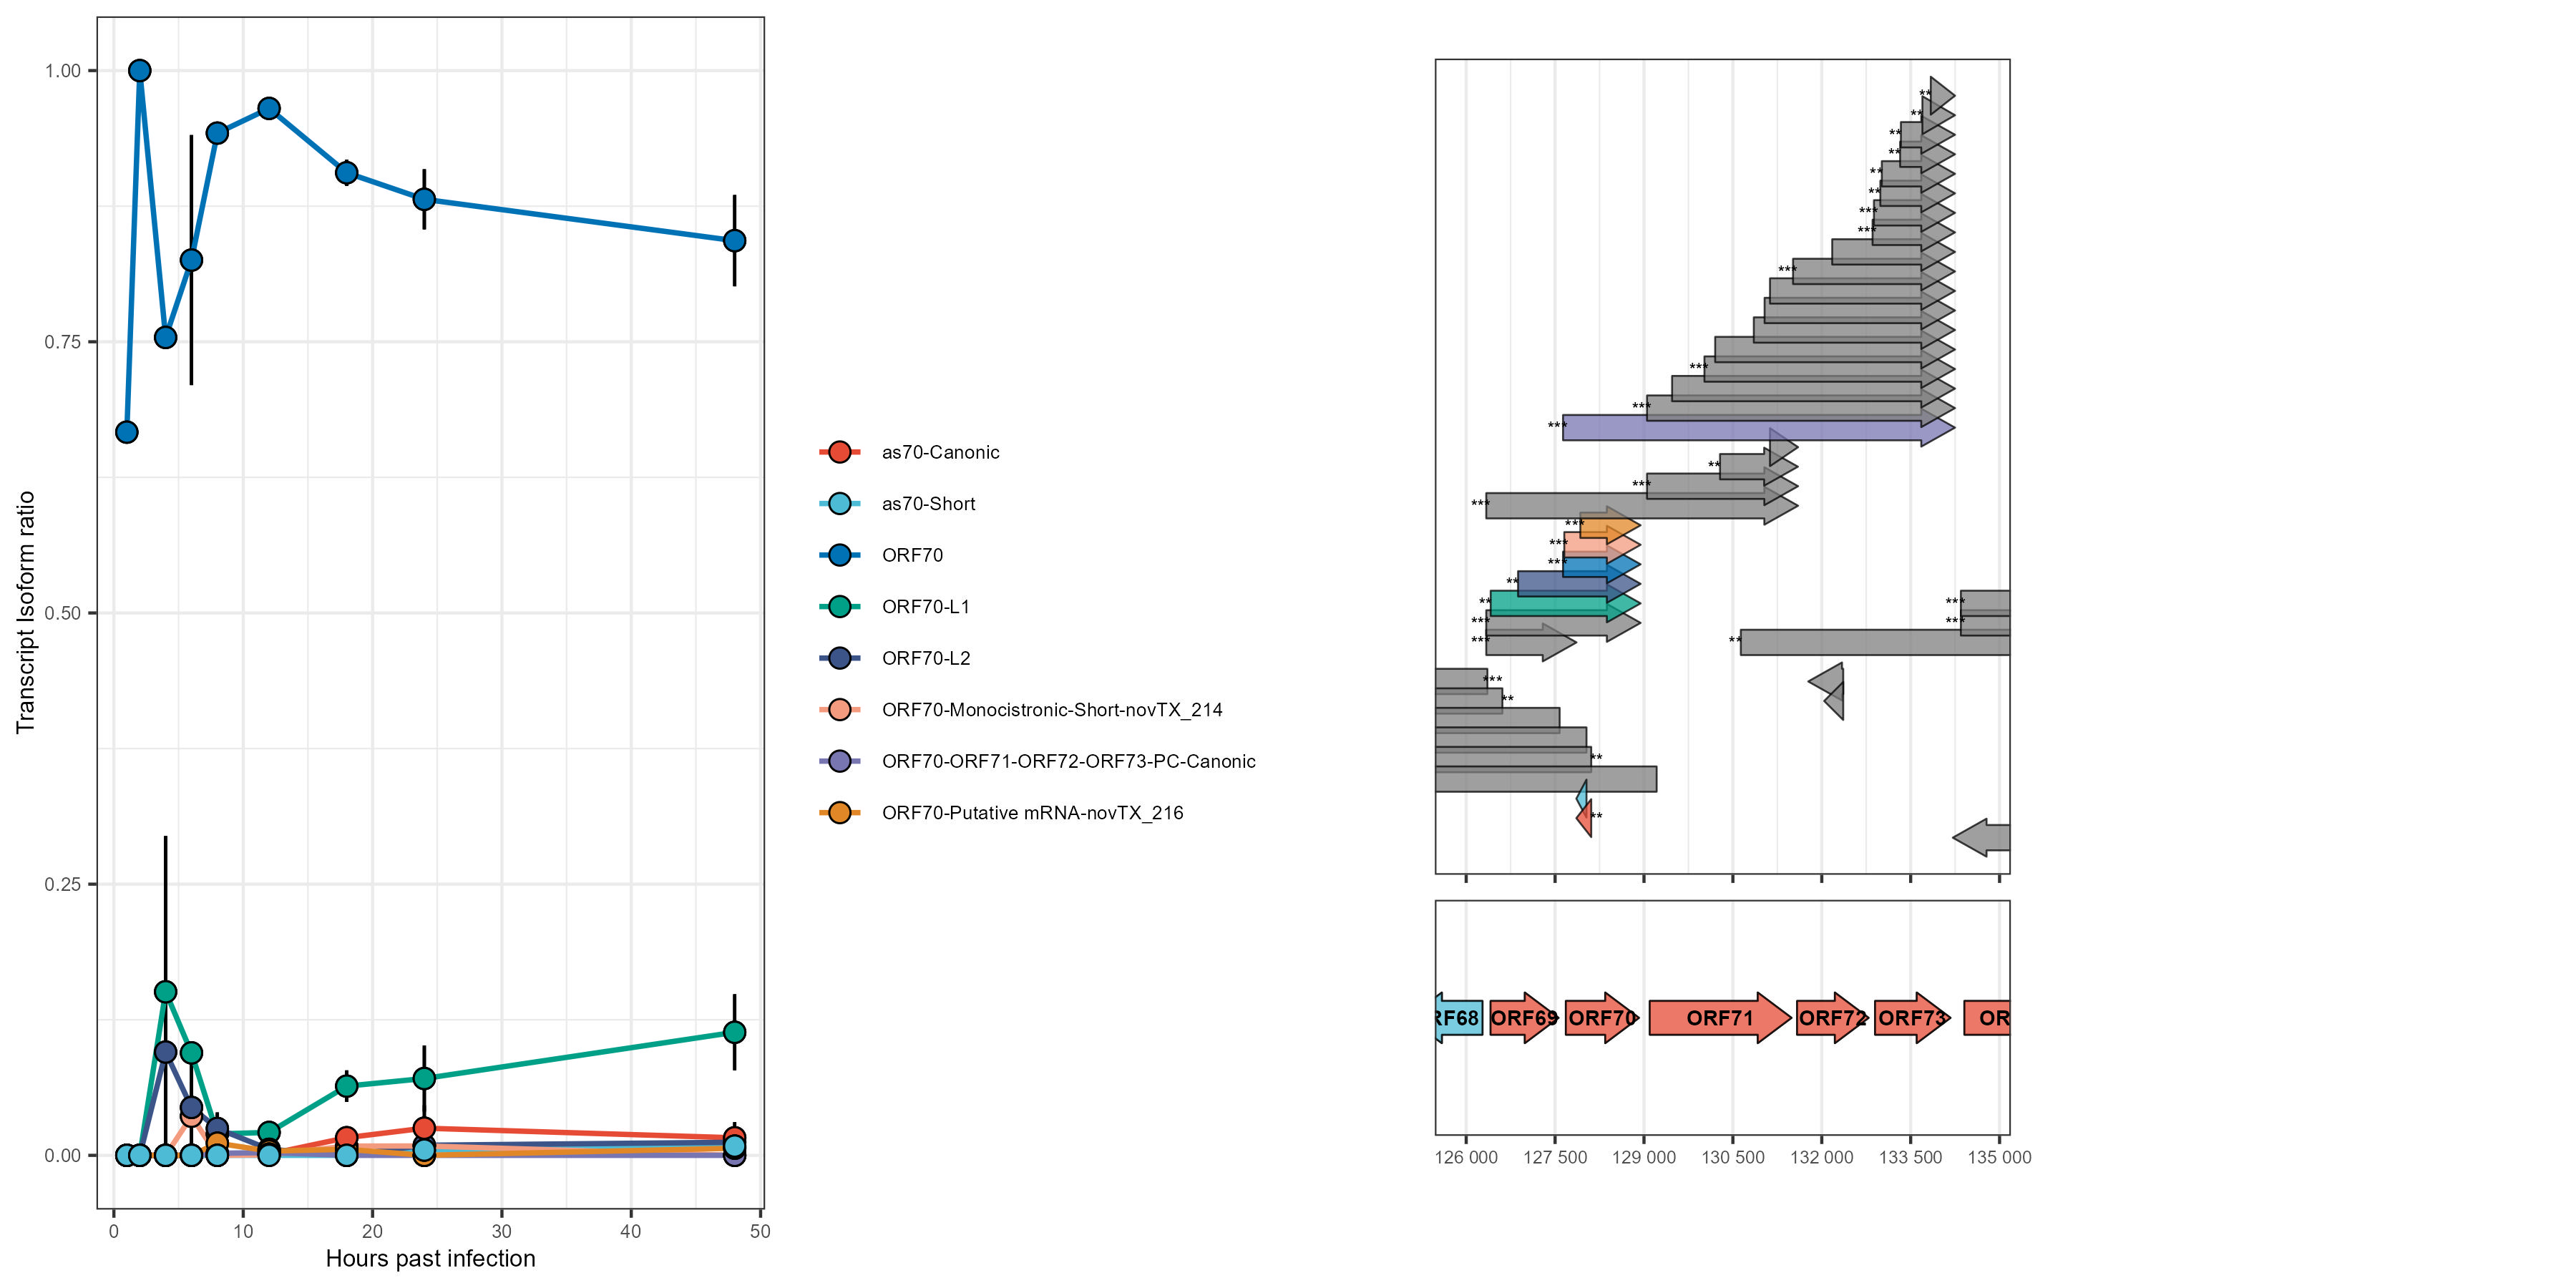 Transcript Isoform ratio
1.00
0.75
0.50
0.25
0.00
0 10 20 30 40 50
Hours past infection
as70-Canonic
as70-Short
ORF70
ORF70-L1
ORF70-L2
ORF70-Monocistronic-Short-novTX_214
ORF70-ORF71-ORF72-ORF73-PC-Canonic
ORF70-Putative mRNA-novTX_216
**
**
**
**
**
**
***
***
***
***
***
***
**
***
***
***
***
***
**
**
***
***
***
***
**
***
**
**
**
RF68 ORF69 ORF70 ORF71 ORF72 ORF73 OR
126 000 127 500 129 000 130 500 132 000 133 500 135 000